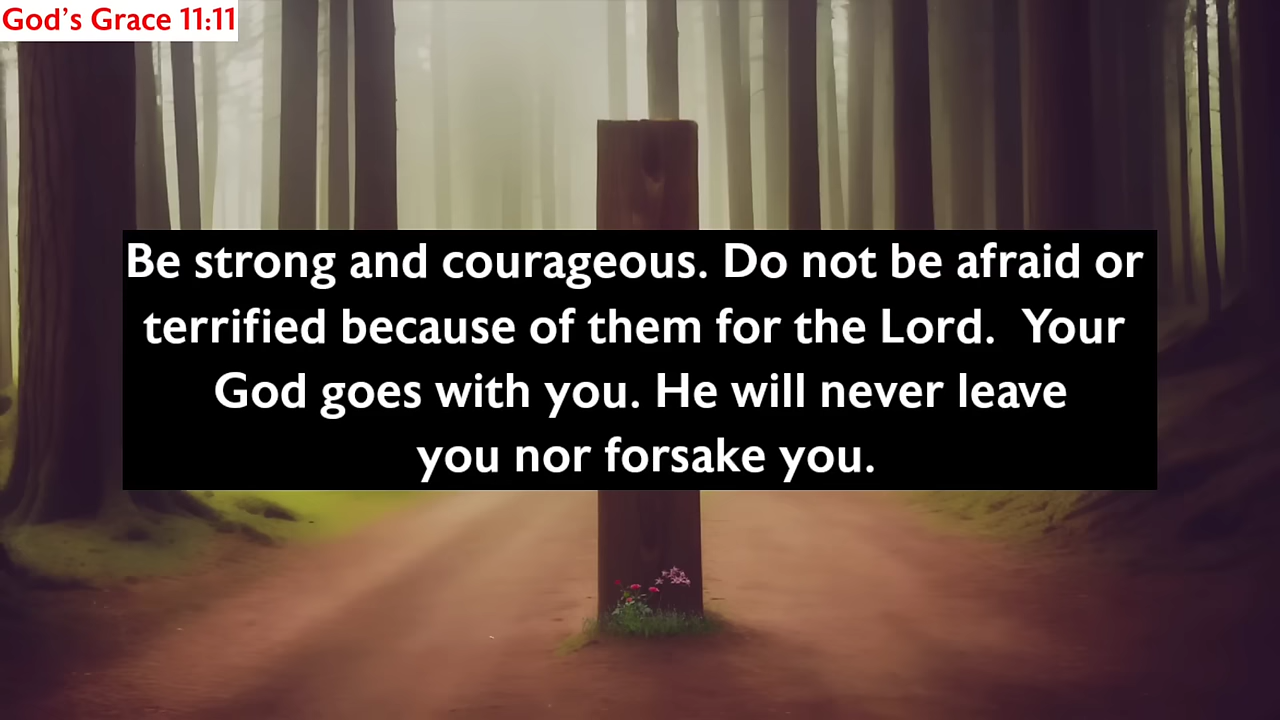 God's Grace 11:11
Be strong and courageous. Do not be afraid or
terrified because of them for the Lord.  Your
God goes with you. He will never leave
you nor forsake you.